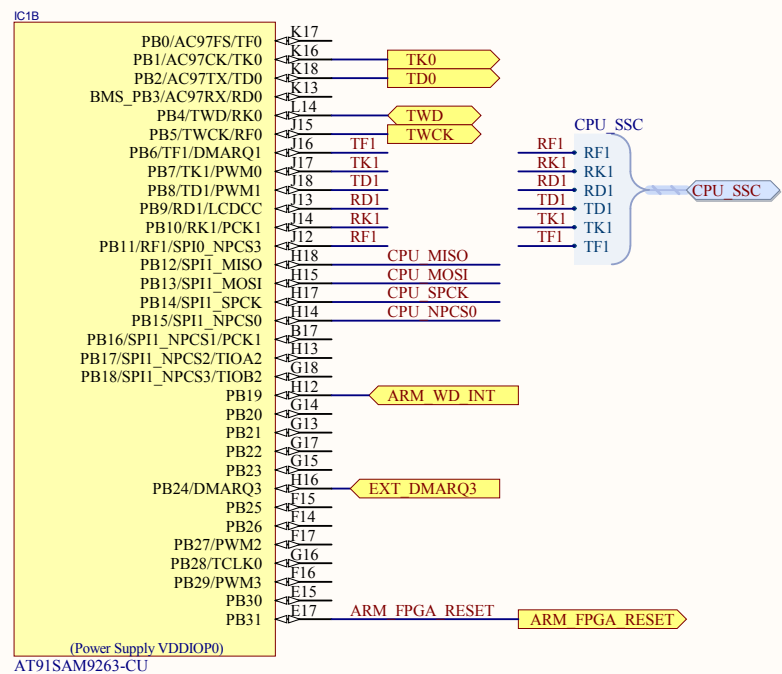 IC1B
PB0/AC97FS/TF0 K17
PB1/AC97CK/TK0 K16 TK0
PB2/AC97TX/TD0 K18 TD0
BMS_PB3/AC97RX/RD0 K13
PB4/TWD/RK0 L14 TWD
PB5/TWCK/RF0 J15 TWCK
CPU_SSC
PB6/TF1/DMARQ1 J16 TF1 RF1 RF1
PB7/TK1/PWM0 J17 TK1 RK1 RK1
PB8/TD1/PWM1 J18 TD1 RD1 RD1 CPU_SSC
PB9/RD1/LCDCC J13 RD1 TD1 TD1
PB10/RK1/PCK1 J14 RK1 TK1 TK1
PB11/RF1/SPI0_NPCS3 J12 RF1 TF1 TF1
PB12/SPI1_MISO H18 CPU_MISO
PB13/SPI1_MOSI H15 CPU_MOSI
PB14/SPI1_SPCK H17 CPU_SPCK
PB15/SPI1_NPCS0 H14 CPU_NPCS0
PB16/SPI1_NPCS1/PCK1 B17
PB17/SPI1_NPCS2/TIOA2 H13
PB18/SPI1_NPCS3/TIOB2 G18
PB19 H12 ARM_WD_INT
PB20 G14
PB21 G13
PB22 G17
PB23 G15
PB24/DMARQ3 H16 EXT_DMARQ3
PB25 F15
PB26 F14
PB27/PWM2 F17
PB28/TCLK0 G16
PB29/PWM3 F16
PB30 E15
PB31 E17 ARM_FPGA_RESET ARM_FPGA_RESET
(Power Supply VDDIOP0)
AT91SAM9263-CU